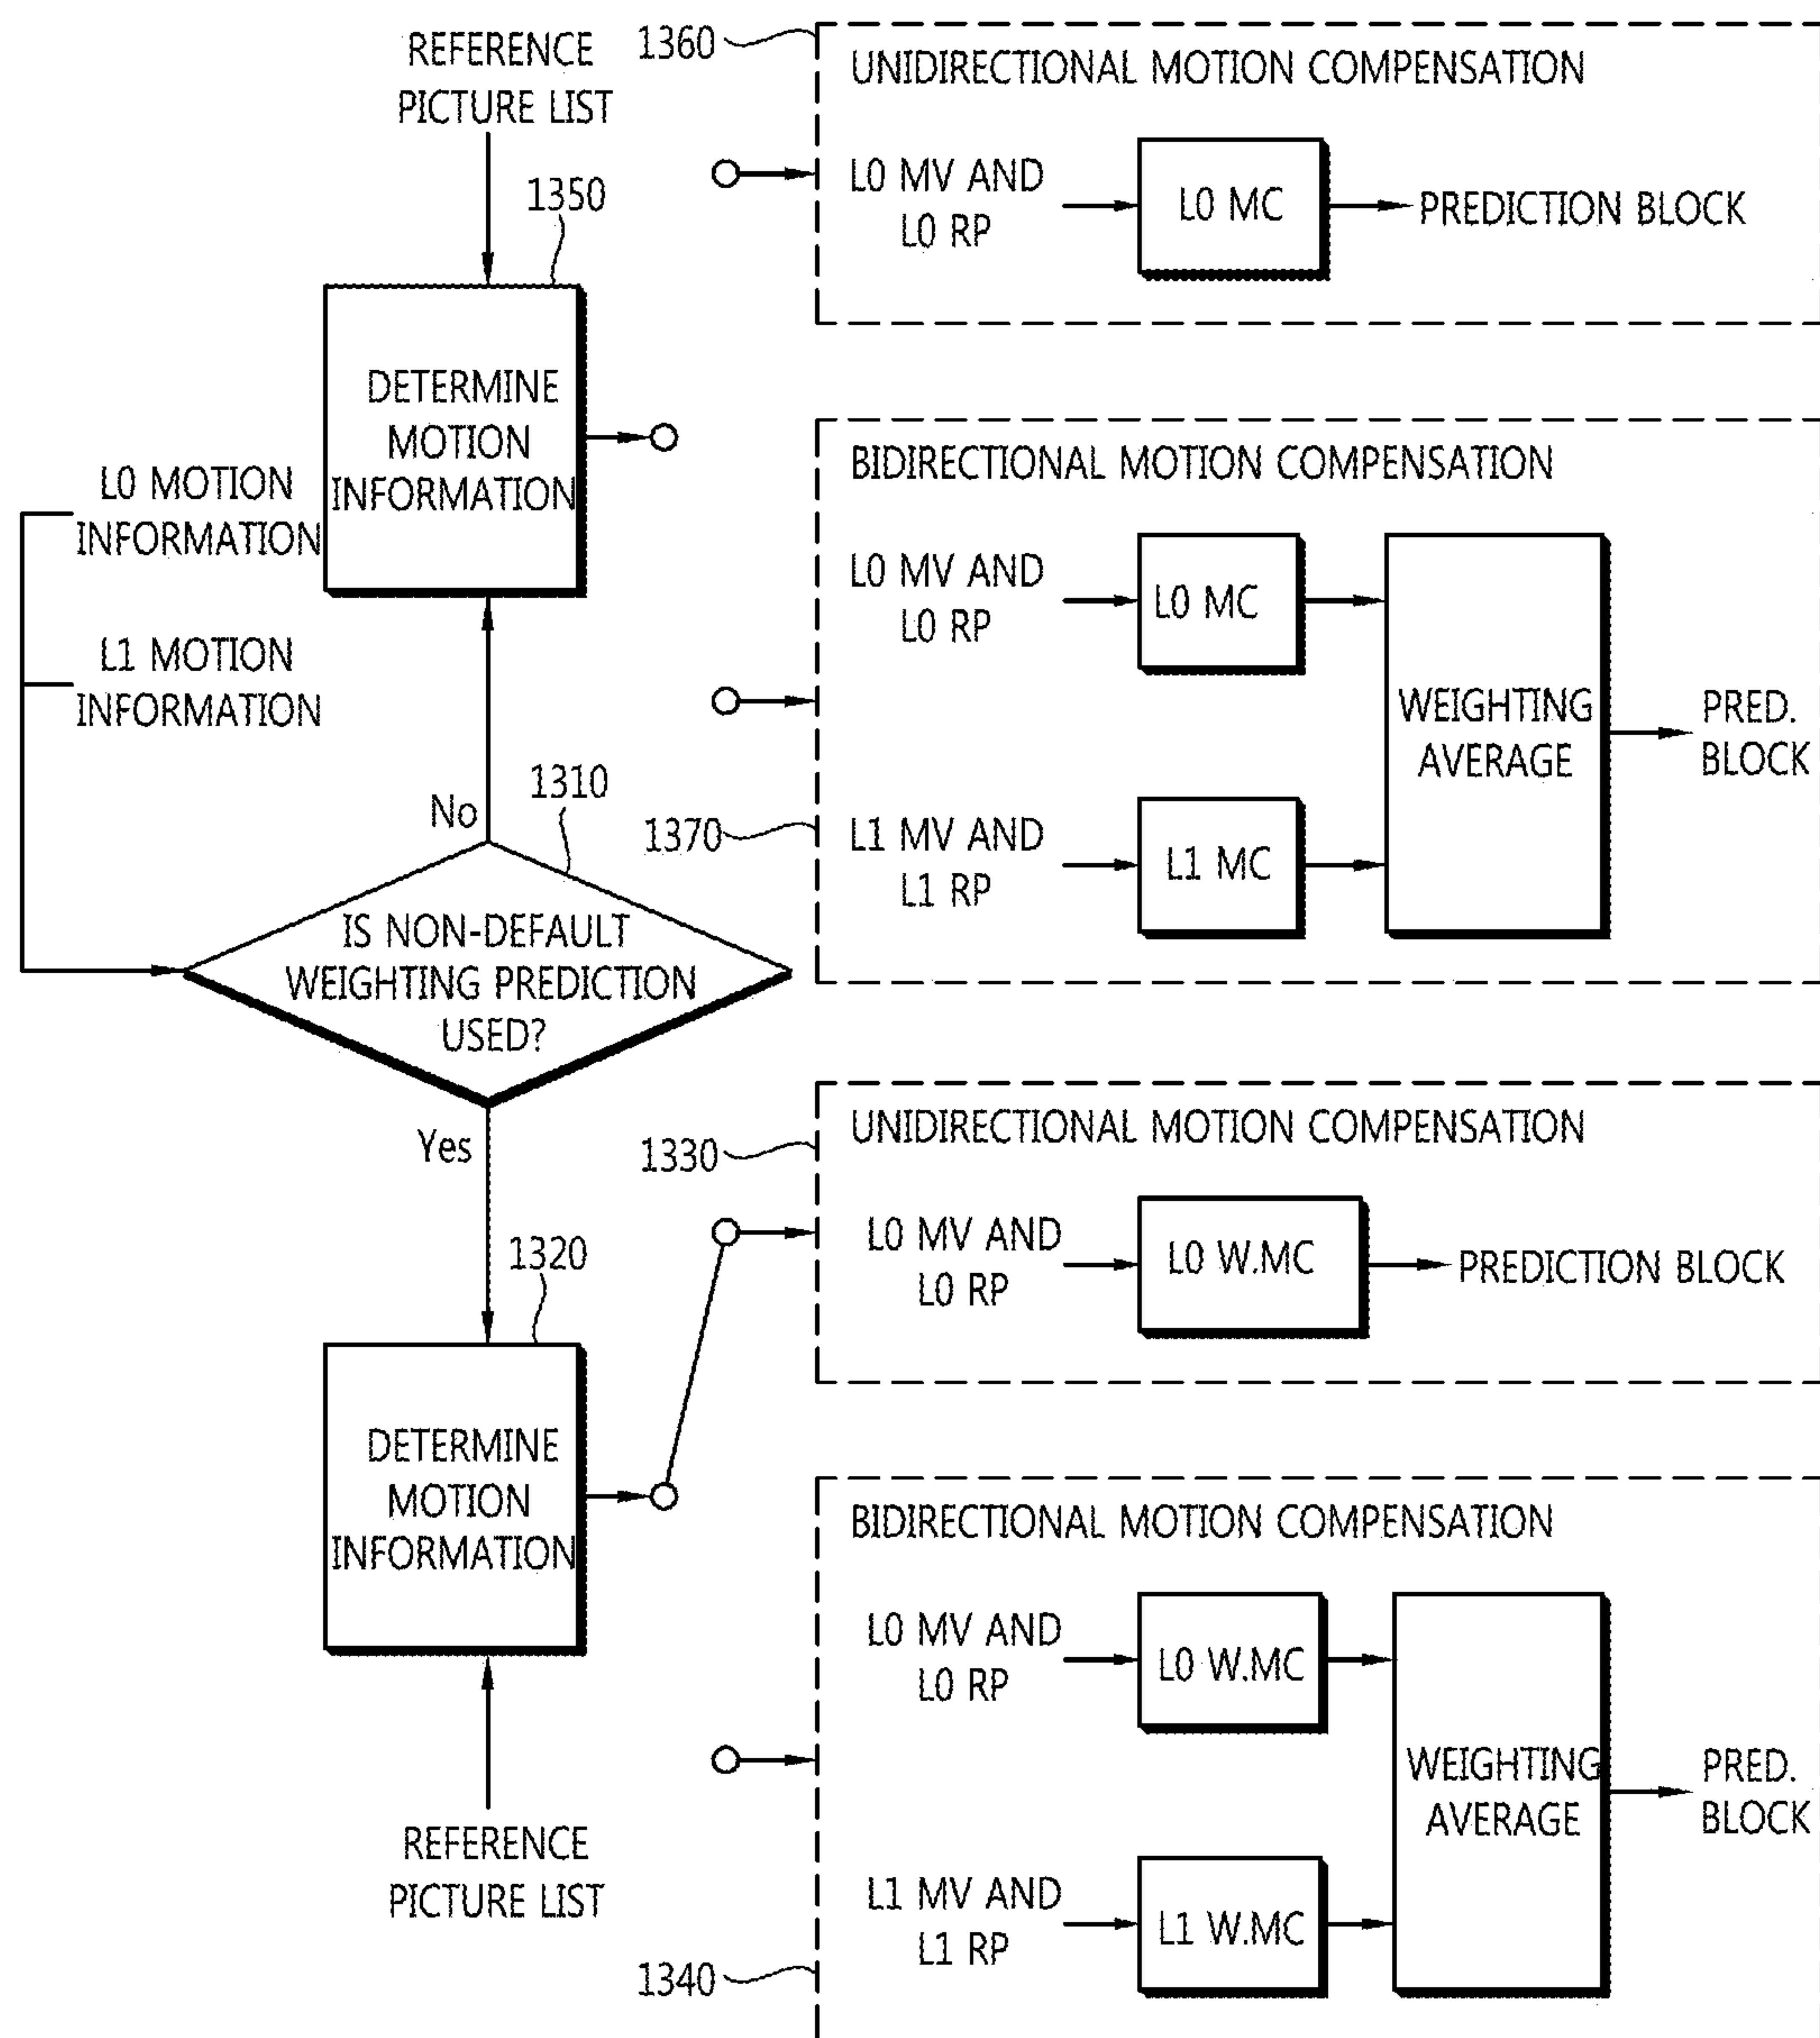 REFERENCE
PICTURE LIST
1350
DETERMINE
MOTION
INFORMATION
L0 MOTION
INFORMATION
L1 MOTION
INFORMATION
No
1310
IS NON-DEFAULT
WEIGHTING PREDICTION
USED?
Yes
1320
DETERMINE
MOTION
INFORMATION
REFERENCE
PICTURE LIST
1360
UNIDIRECTIONAL MOTION COMPENSATION
L0 MV AND
L0 RP
L0 MC
PREDICTION BLOCK
BIDIRECTIONAL MOTION COMPENSATION
L0 MV AND
L0 RP
L0 MC
WEIGHTING
AVERAGE
PRED.
BLOCK
1370
L1 MV AND
L1 RP
L1 MC
UNIDIRECTIONAL MOTION COMPENSATION
1330
L0 MV AND
L0 RP
L0 W.MC
PREDICTION BLOCK
BIDIRECTIONAL MOTION COMPENSATION
L0 MV AND
L0 RP
L0 W.MC
WEIGHTING
AVERAGE
PRED.
BLOCK
L1 MV AND
L1 RP
L1 W.MC
1340